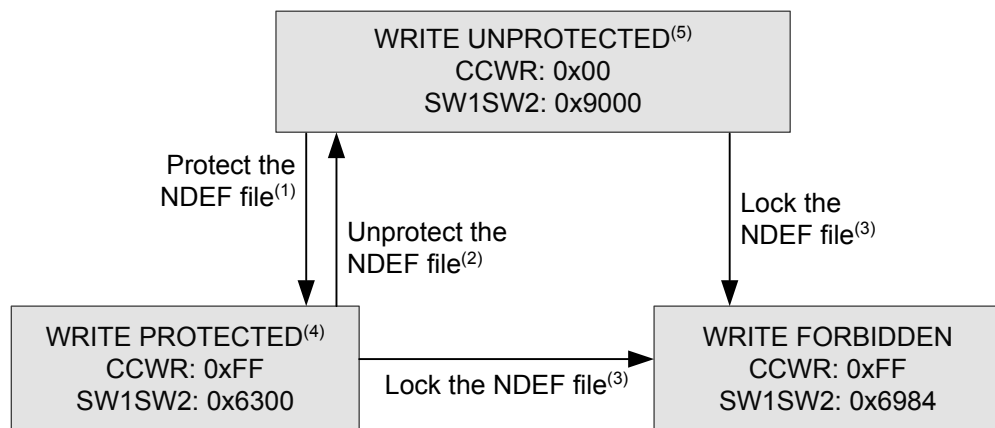 WRITE UNPROTECTED(5)
CCWR: 0x00
SW1SW2: 0x9000
Protect the
NDEF file(1)
Unprotect the
NDEF file(2)
Lock the
NDEF file(3)
WRITE PROTECTED(4)
CCWR: 0xFF
SW1SW2: 0x6300
Lock the NDEF file(3)
WRITE FORBIDDEN
CCWR: 0xFF
SW1SW2: 0x6984